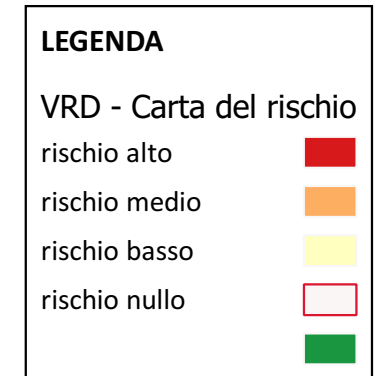 LEGENDA
VRD - Carta del rischio
rischio alto
rischio medio
rischio basso
rischio nullo